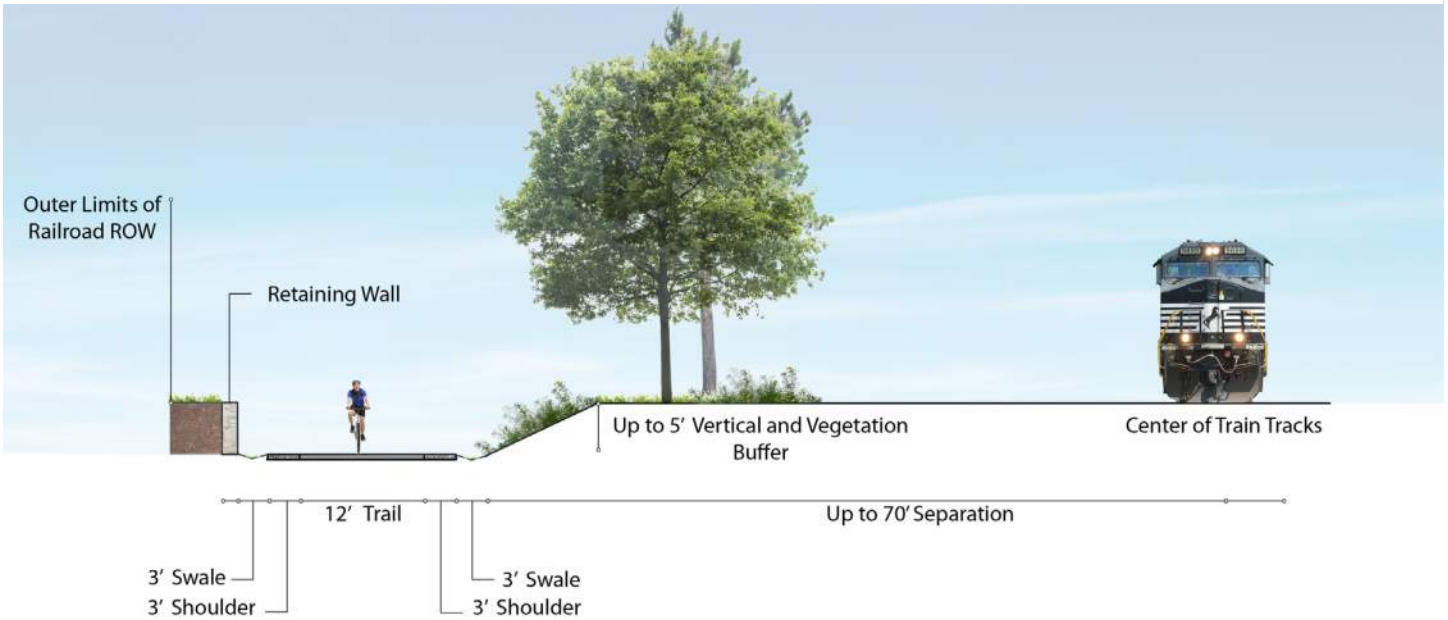 Outer Limits of
Railroad ROW
Retaining Wall
Up to 5' Vertical and Vegetation
Buffer
Center of Train Tracks
12' Trail
Up to 70' Separation
3' Swale
3' Shoulder
3' Swale
3' Shoulder